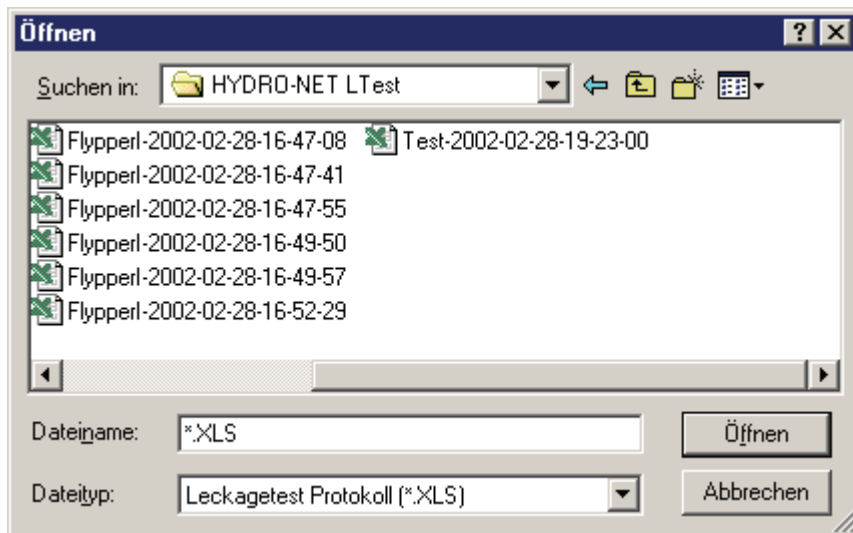 Öffnen
Suchen in: HYDRO-NET LTest
Flypperl-2002-02-28-16-47-08 Test-2002-02-28-19-23-00
Flypperl-2002-02-28-16-47-41
Flypperl-2002-02-28-16-47-55
Flypperl-2002-02-28-16-49-50
Flypperl-2002-02-28-16-49-57
Flypperl-2002-02-28-16-52-29
Dateiname: *.XLS Öffnen
Dateityp: Leckagetest Protokoll (*.XLS) Abbrechen